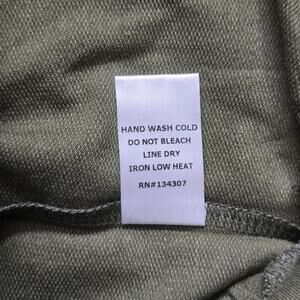 HAND WASH COLD
DO NOT BLEACH
LINE DRY
IRON LOW HEAT
RN#134307